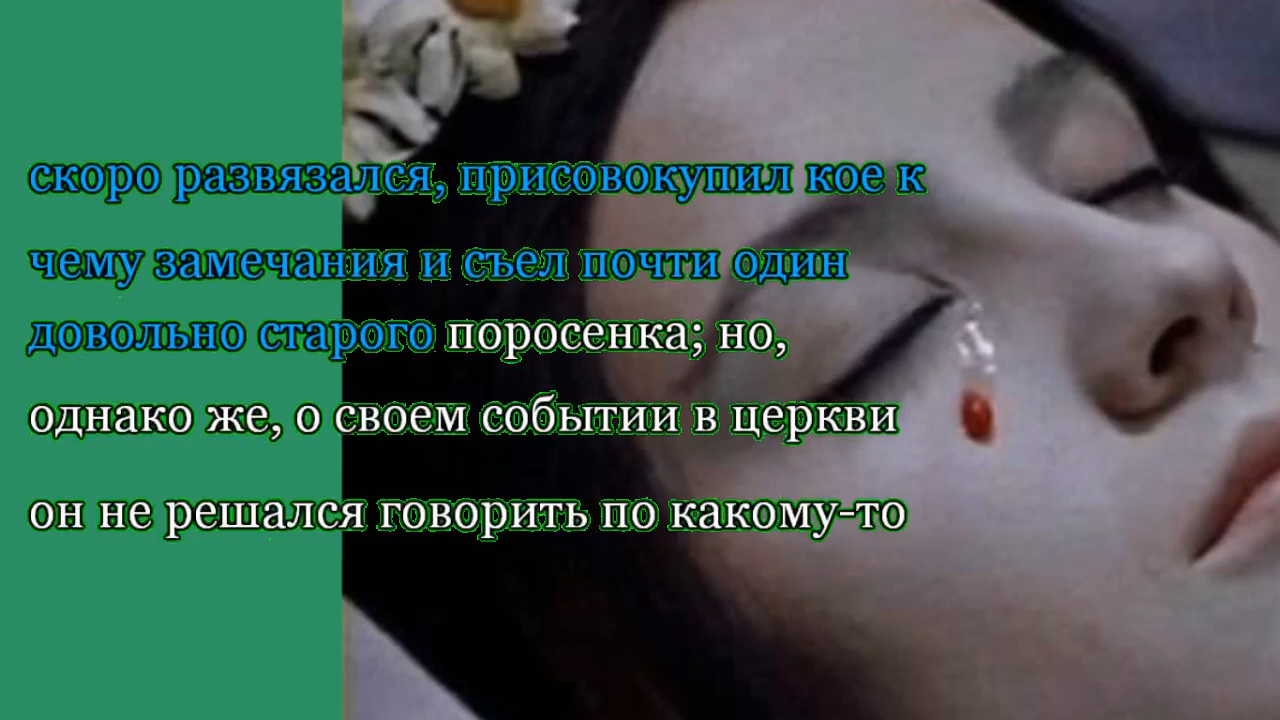 скоро развязался, присовокупил кое к
чему замечания и съел почти один
довольно старого поросенка; но,
однако же, о своем событии в церкви
он не решался говорить по какому-то